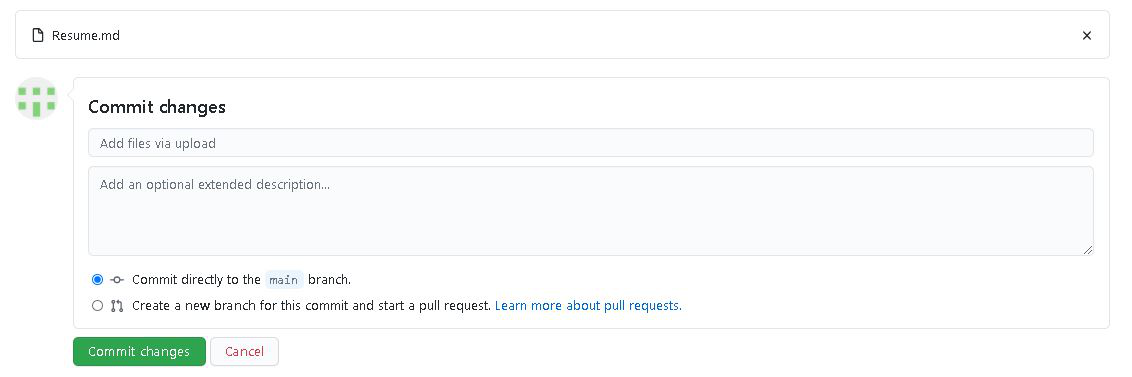 Resume.md
Commit changes
Add files via upload
Add an optional extended description...
Commit directly to the main branch.
Create a new branch for this commit and start a pull request. Learn more about pull requests.
Commit changes Cancel